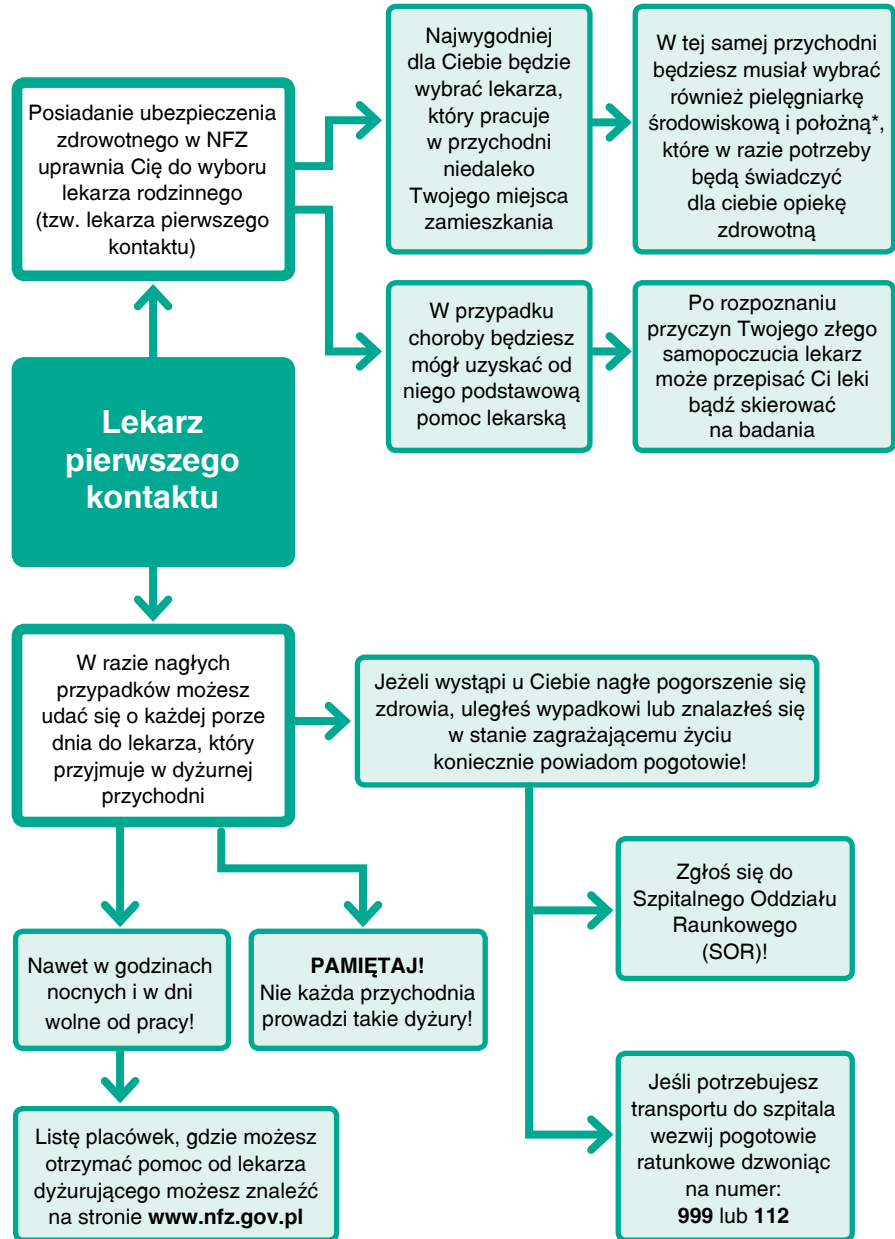 Posiadanie ubezpieczenia
zdrowotnego w NFZ
uprawnia Cię do wyboru
lekarza rodzinnego
(tzw. lekarza pierwszego
kontaktu)
Najwygodniej
dla Ciebie będzie
wybrać lekarza,
który pracuje
w przychodni
niedaleko
Twojego miejsca
zamieszkania
W tej samej przychodni
będziesz musiał wybrać
również pielęgniarkę
środowiskową i położną*,
które w razie potrzeby
będą świadczyć
dla ciebie opiekę
zdrowotną
W przypadku
choroby będziesz
mógł uzyskać od
niego podstawową
pomoc lekarską
Po rozpoznaniu
przyczyn Twojego złego
samopoczucia lekarz
może przepisać Ci leki
bądź skierować
na badania
Lekarz
pierwszego
kontaktu
W razie nagłych
przypadków możesz
udać się o każdej porze
dnia do lekarza, który
przyjmuje w dyżurnej
przychodni
Jeżeli wystąpi u Ciebie nagłe pogorszenie się
zdrowia, uległeś wypadkowi lub znalazłeś się
w stanie zagrażającemu życiu
koniecznie powiadom pogotowie!
Zgłoś się do
Szpitalnego Oddziału
Raunkowego
(SOR)!
Nawet w godzinach
nocnych i w dni
wolne od pracy!
PAMIĘTAJ!
Nie każda przychodnia
prowadzi takie dyżury!
Listę placówek, gdzie możesz
otrzymać pomoc od lekarza
dyżurującego możesz znaleźć
na stronie www.nfz.gov.pl
Jeśli potrzebujesz
transportu do szpitala
wezwij pogotowie
ratunkowe dzwoniąc
na numer:
999 lub 112